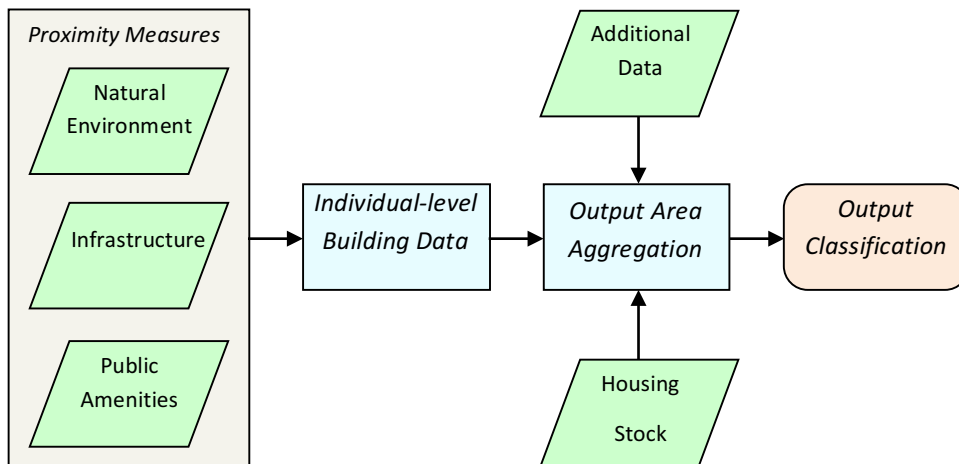 Proximity Measures
Natural
Environment
Infrastructure
Public
Amenities
Individual-level
Building Data
Additional
Data
Output Area
Aggregation
Housing
Stock
Output
Classification